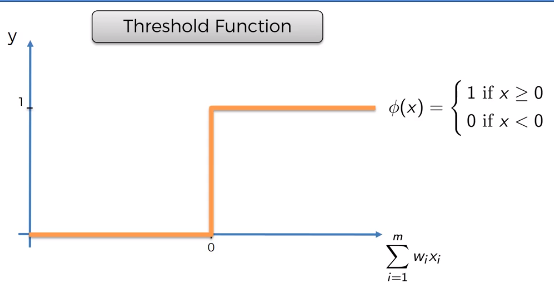 Threshold Function
y
1
ϕ(x) = { 1 if x ≥ 0
0 if x < 0
0
m
∑ wᵢxᵢ
i=1